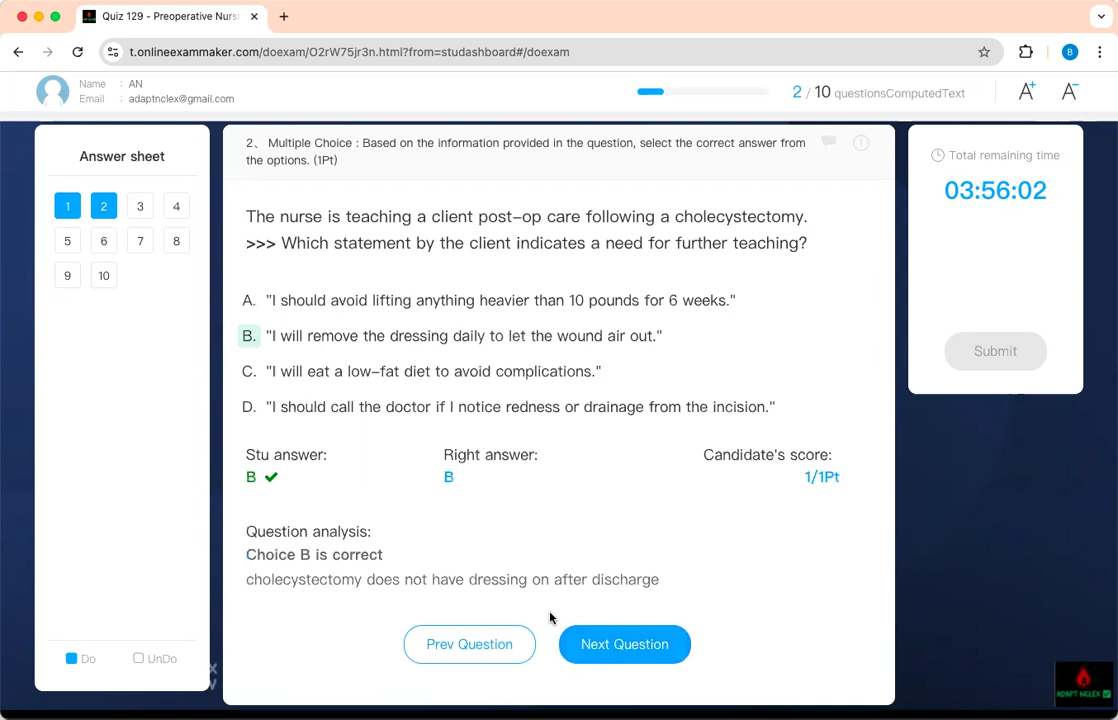 Quiz 129 - Preoperative Nurs
t.onlineexammaker.com/doexam/O2rW75jr3n.html?from=studashboard#/doexam
B
Name : AN
Email : adaptnclex@gmail.com
2 / 10 questionsComputedText
A+ A-
Answer sheet
1 2 3 4
5 6 7 8
9 10
Do UnDo
2、 Multiple Choice : Based on the information provided in the question, select the correct answer from
the options. (1Pt)
The nurse is teaching a client post-op care following a cholecystectomy.
>>> Which statement by the client indicates a need for further teaching?
A. "I should avoid lifting anything heavier than 10 pounds for 6 weeks."
B. "I will remove the dressing daily to let the wound air out."
C. "I will eat a low-fat diet to avoid complications."
D. "I should call the doctor if I notice redness or drainage from the incision."
Stu answer: Right answer: Candidate's score:
B B 1/1Pt
Question analysis:
Choice B is correct
cholecystectomy does not have dressing on after discharge
Prev Question Next Question
Total remaining time
03:56:02
Submit
ADAPT NCLEX